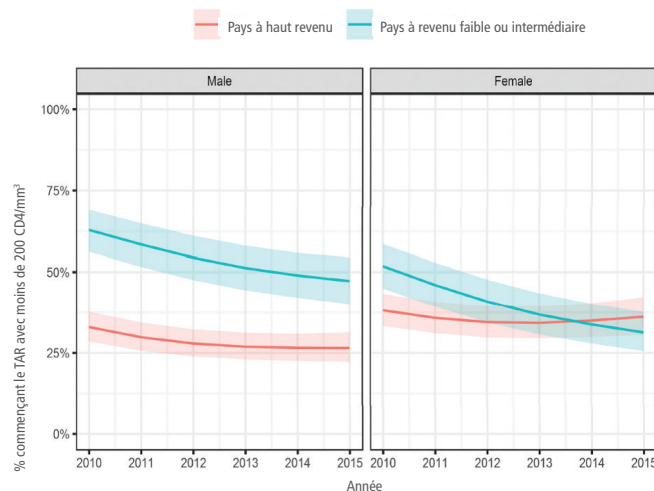 Pays à haut revenu Pays à revenu faible ou intermédiaire
Male Female
% commençant le TAR avec moins de 200 CD4/mm³
100%
75%
50%
25%
0%
2010 2011 2012 2013 2014 2015 2010 2011 2012 2013 2014 2015
Année